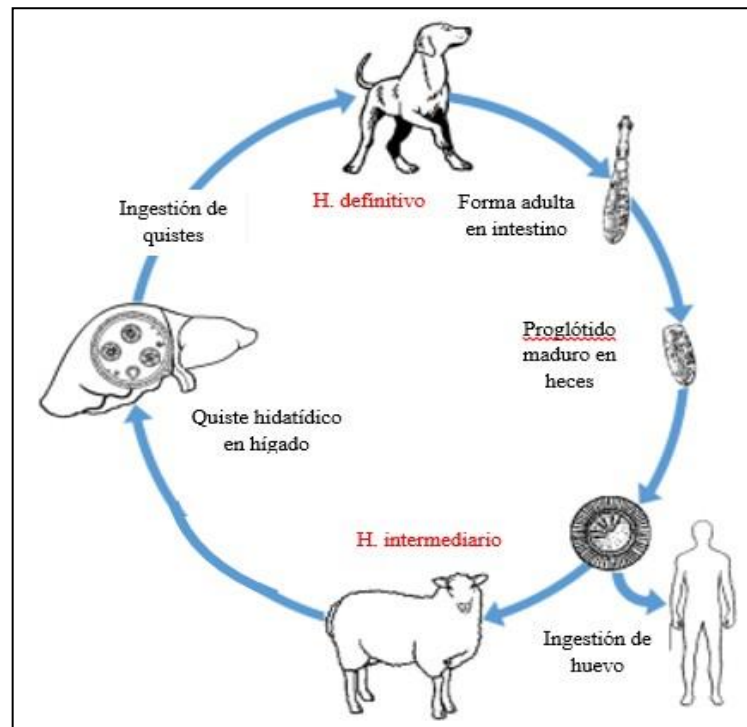 Ingestión de
quistes
H. definitivo
Forma adulta
en intestino
Proglótido
maduro en
heces
Quiste hidatídico
en hígado
H. intermediario
Ingestión de
huevo